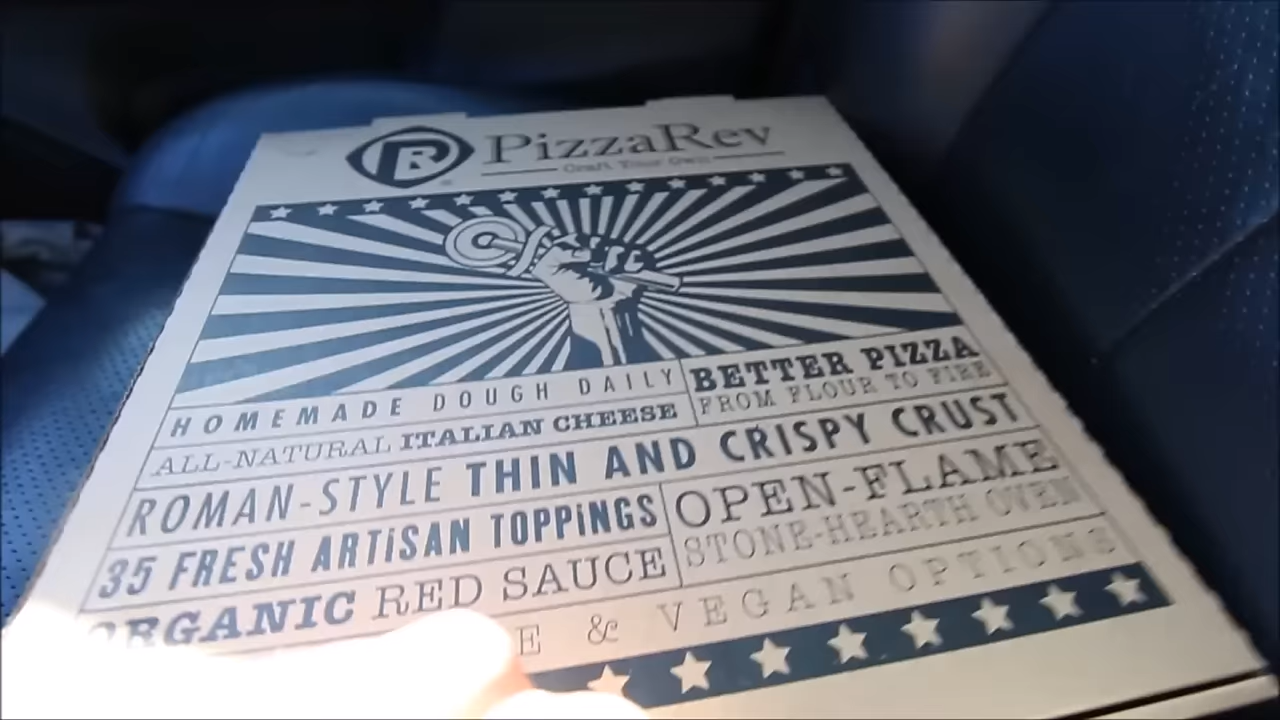 PizzaRev
Craft Your Own
HOMEMADE DOUGH DAILY
BETTER PIZZA
FROM FLOUR TO FIRE
ALL-NATURAL ITALIAN CHEESE
ROMAN-STYLE THIN AND CRISPY CRUST
35 FRESH ARTiSAN TOPPiNGS
OPEN-FLAME
STONE-HEARTH OVEN
ORGANIC RED SAUCE
& VEGAN OPTIONS